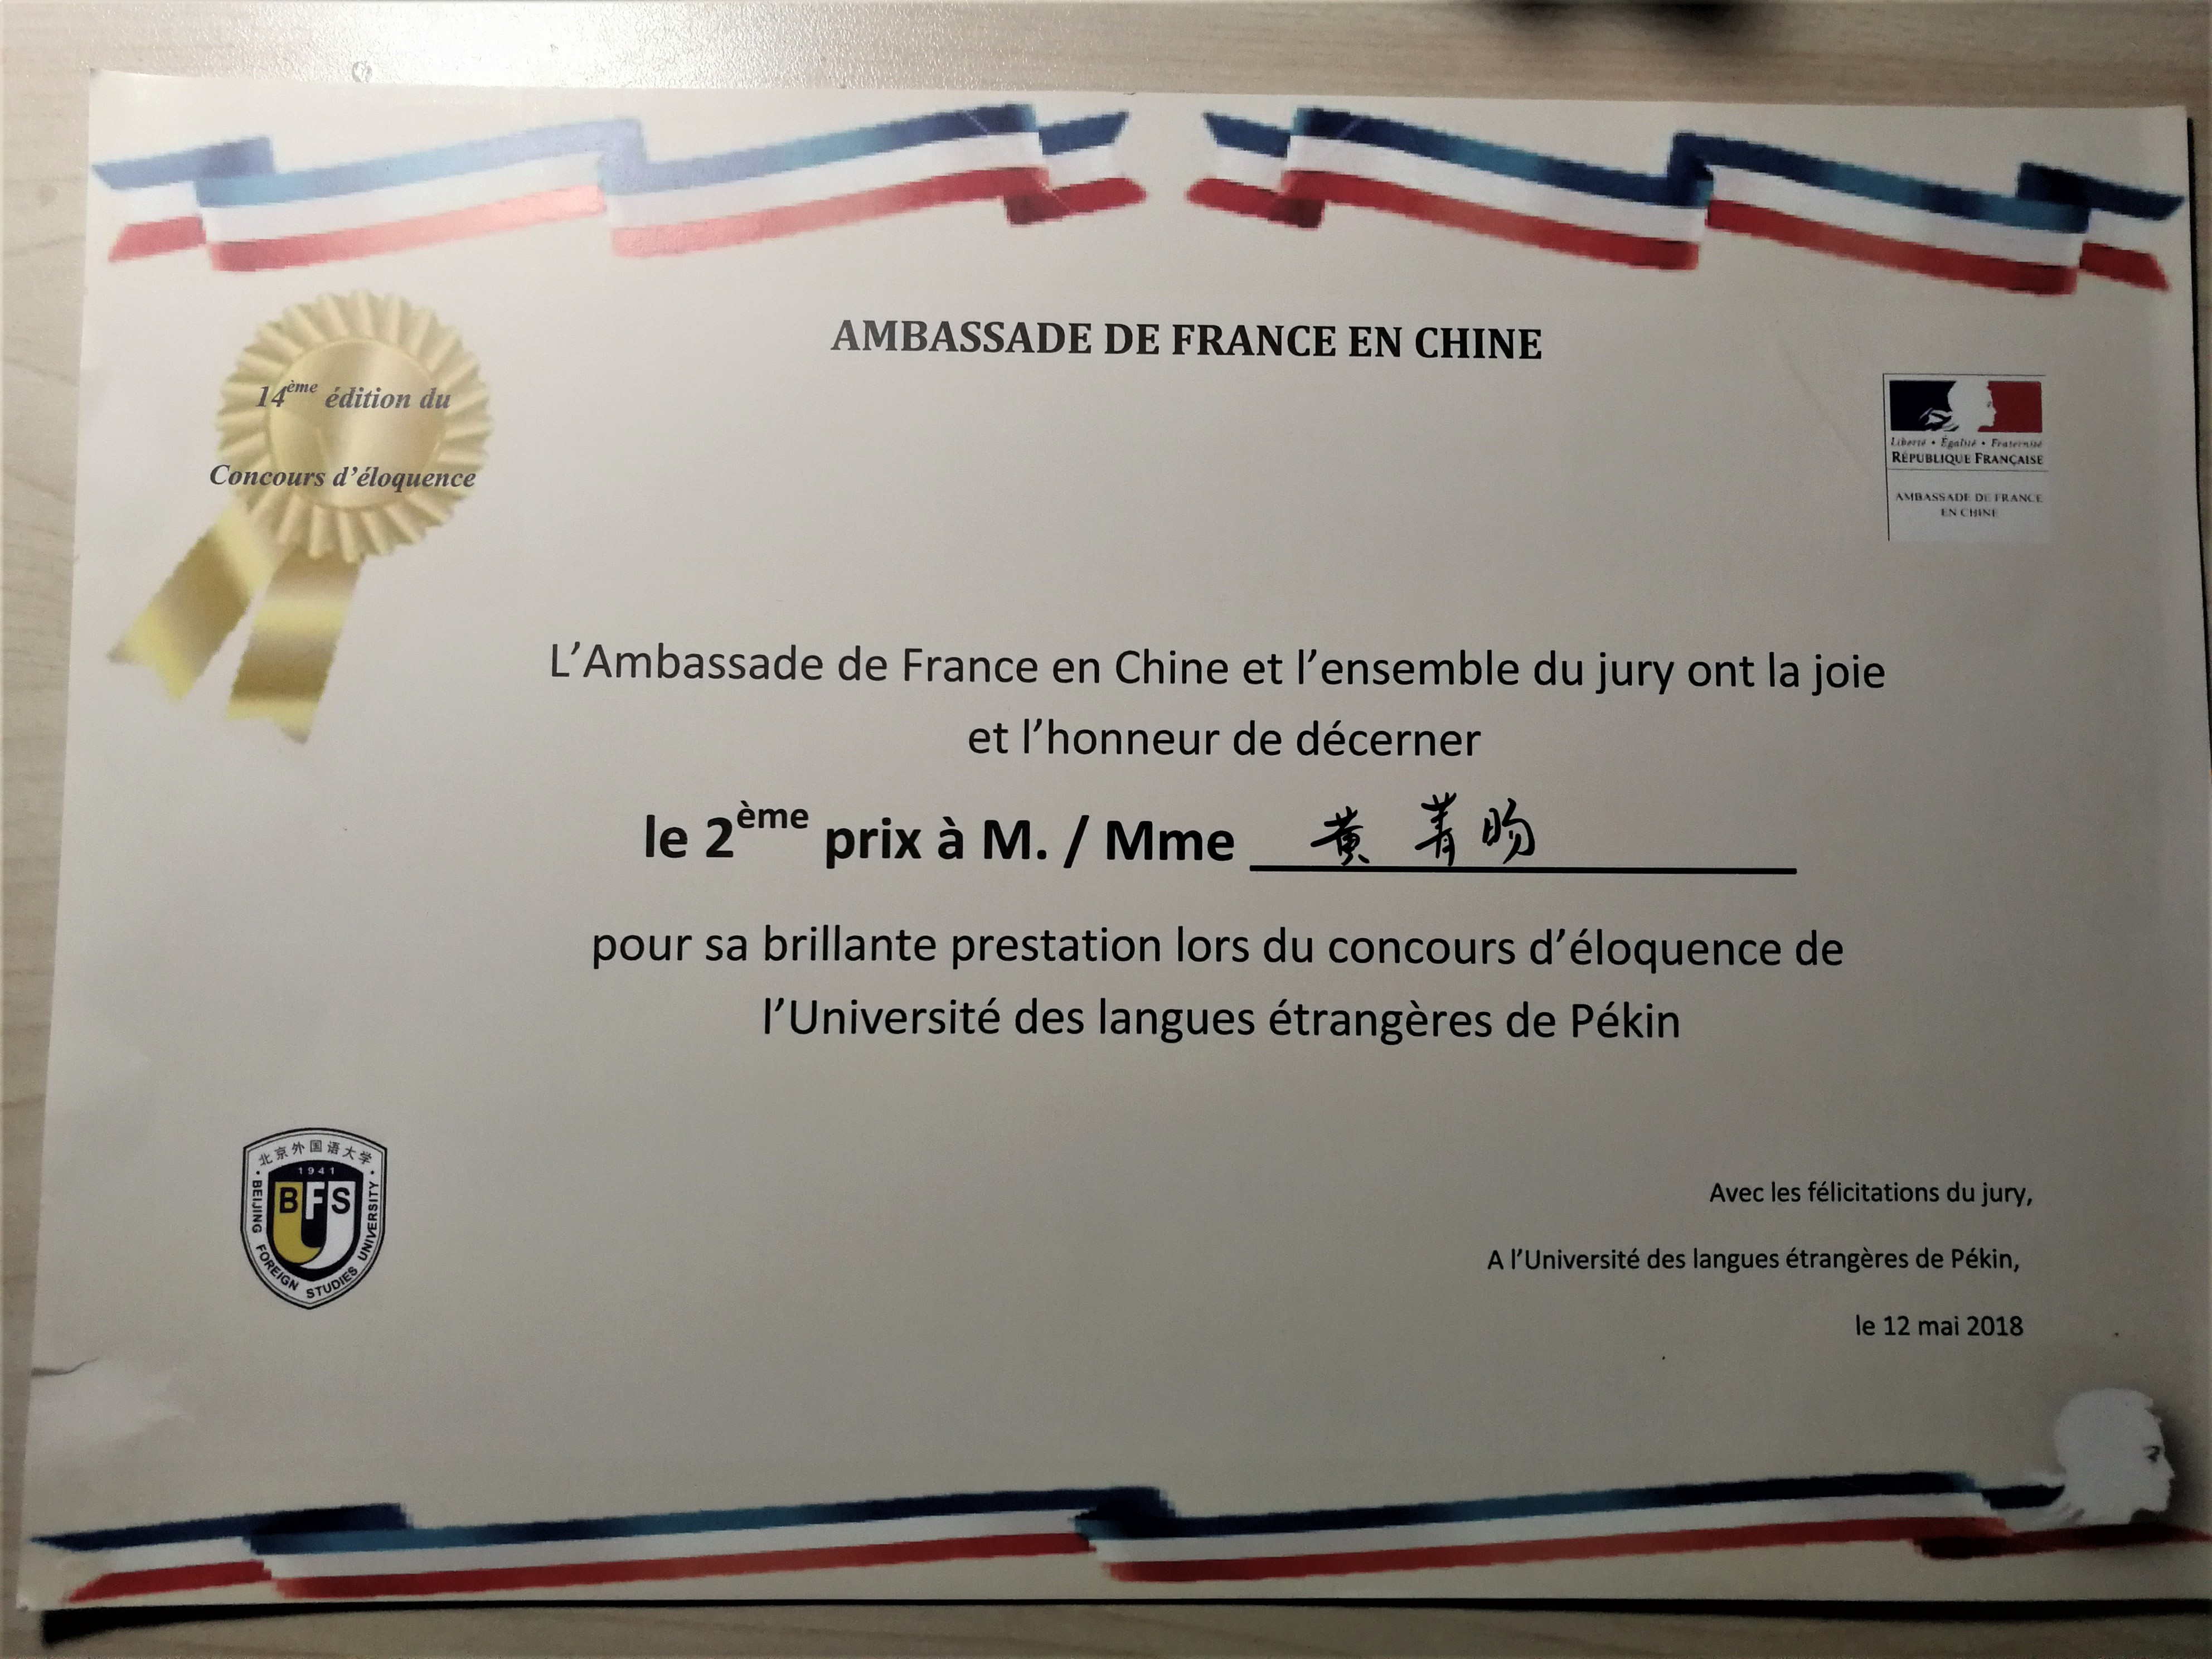 AMBASSADE DE FRANCE EN CHINE
14ème édition du
Concours d'éloquence
Liberté • Égalité • Fraternité
RÉPUBLIQUE FRANÇAISE
AMBASSADE DE FRANCE
EN CHINE
L'Ambassade de France en Chine et l'ensemble du jury ont la joie
et l'honneur de décerner
le 2ème prix à M. / Mme 黄菁昉
pour sa brillante prestation lors du concours d'éloquence de
l'Université des langues étrangères de Pékin
北京外国语大学
1941
BFSU
BEIJING FOREIGN STUDIES UNIVERSITY
Avec les félicitations du jury,
A l'Université des langues étrangères de Pékin,
le 12 mai 2018